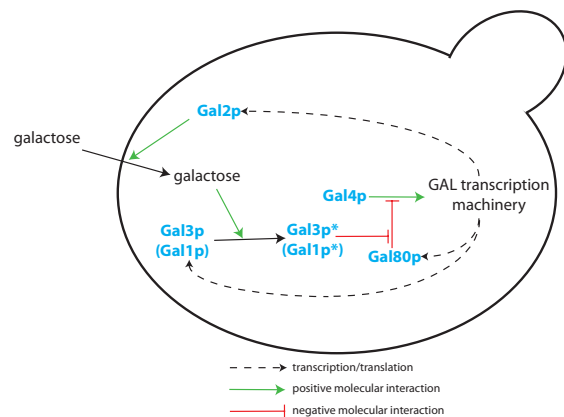 Gal2p
galactose
galactose
Gal4p
GAL transcription
machinery
Gal3p
(Gal1p)
Gal3p*
(Gal1p*)
Gal80p
transcription/translation
positive molecular interaction
negative molecular interaction